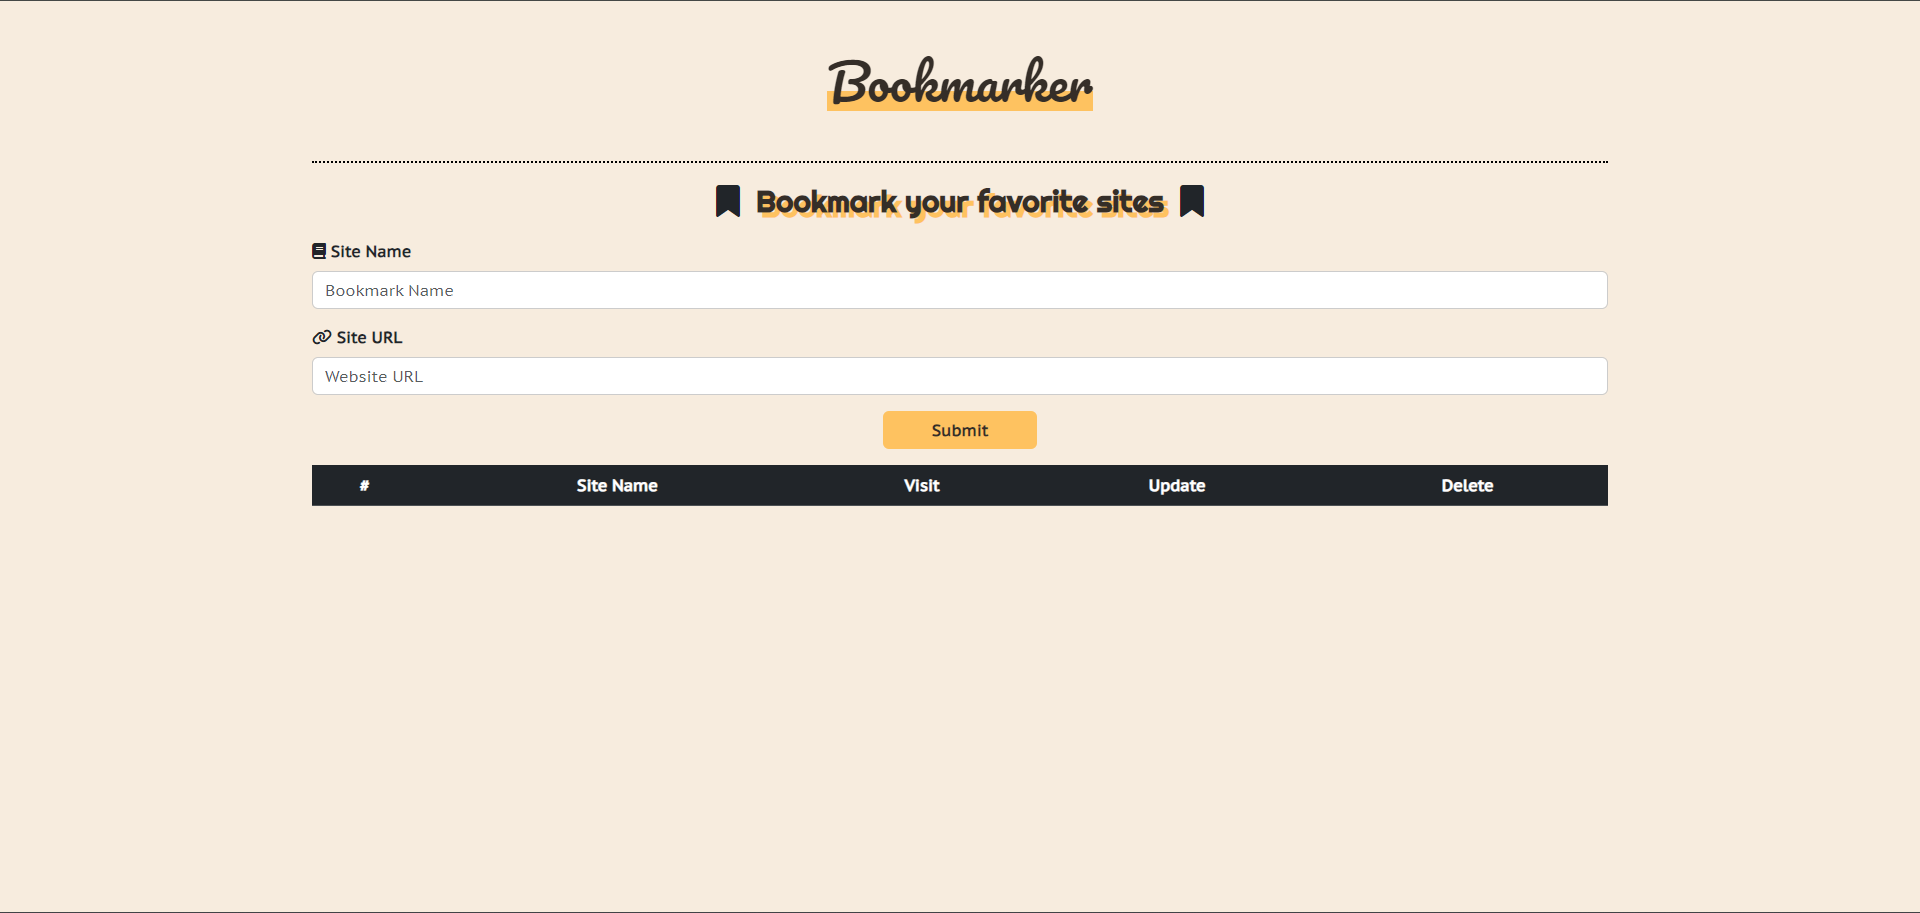 Bookmarker
Bookmark your favorite sites
Site Name
Bookmark Name
Site URL
Website URL
Submit
# Site Name Visit Update Delete